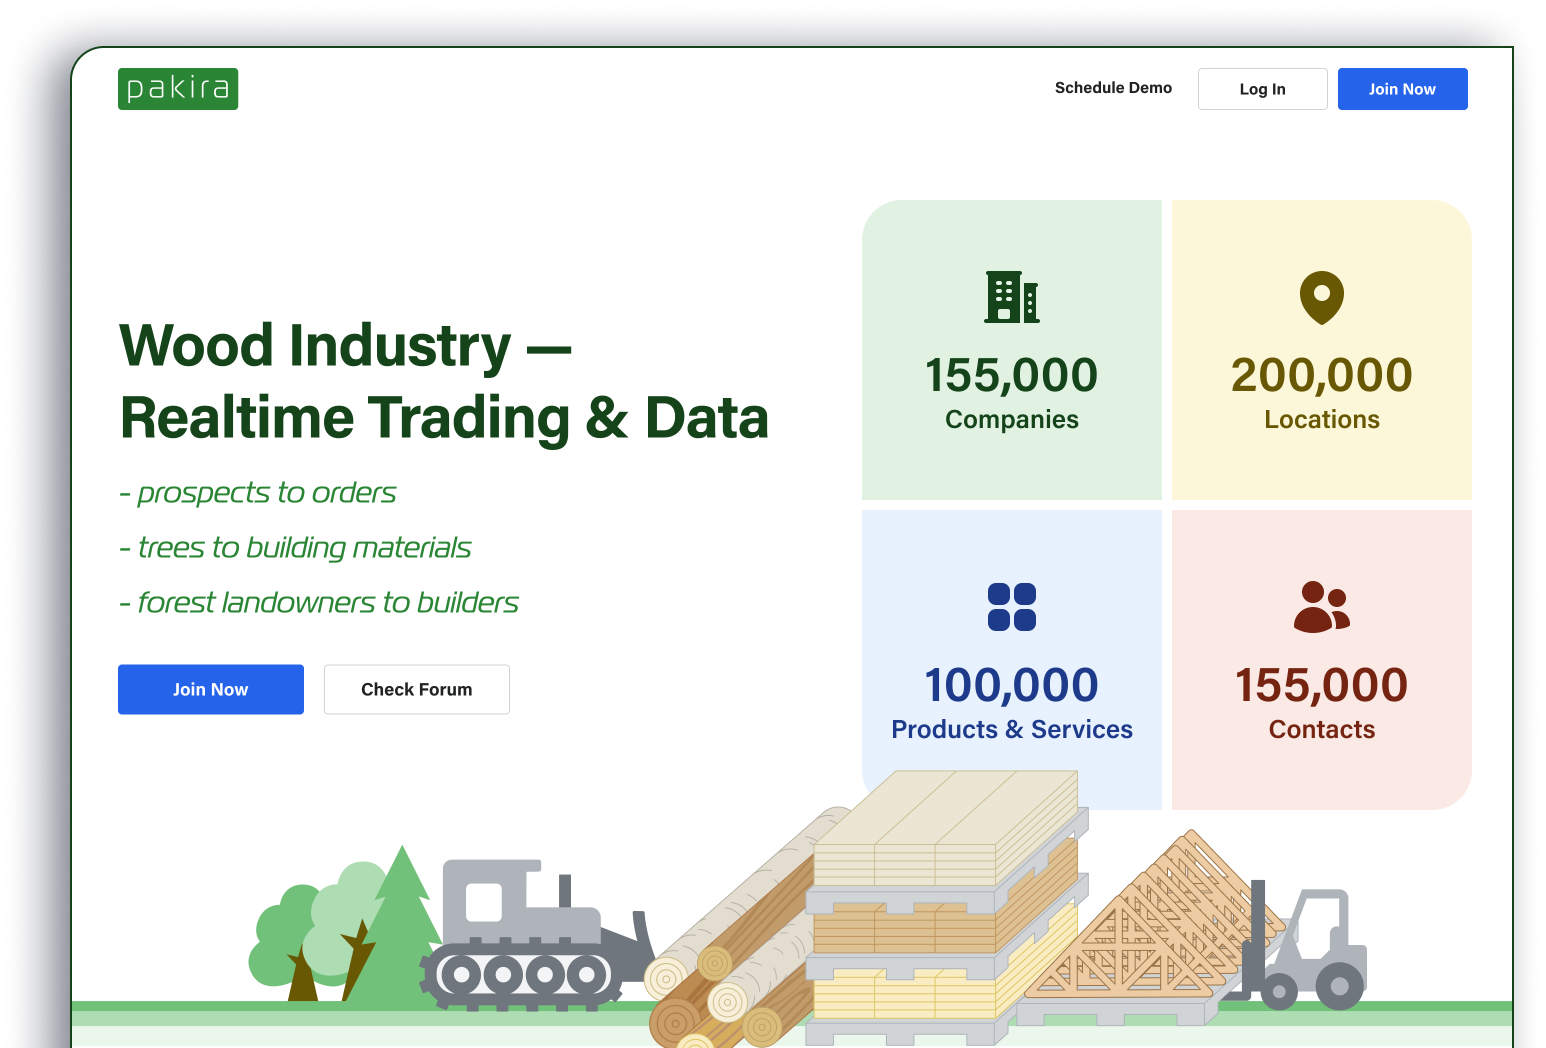 pakira
Schedule Demo
Log In
Join Now
Wood Industry —
Realtime Trading & Data
- prospects to orders
- trees to building materials
- forest landowners to builders
Join Now
Check Forum
155,000
Companies
200,000
Locations
100,000
Products & Services
155,000
Contacts